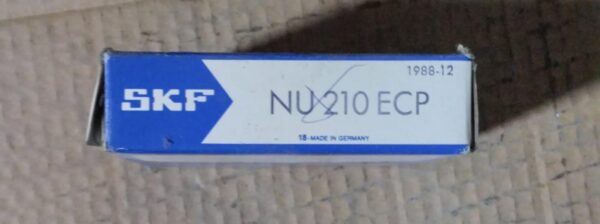 1988-12
SKF
NU 210 ECP
18-MADE IN GERMANY